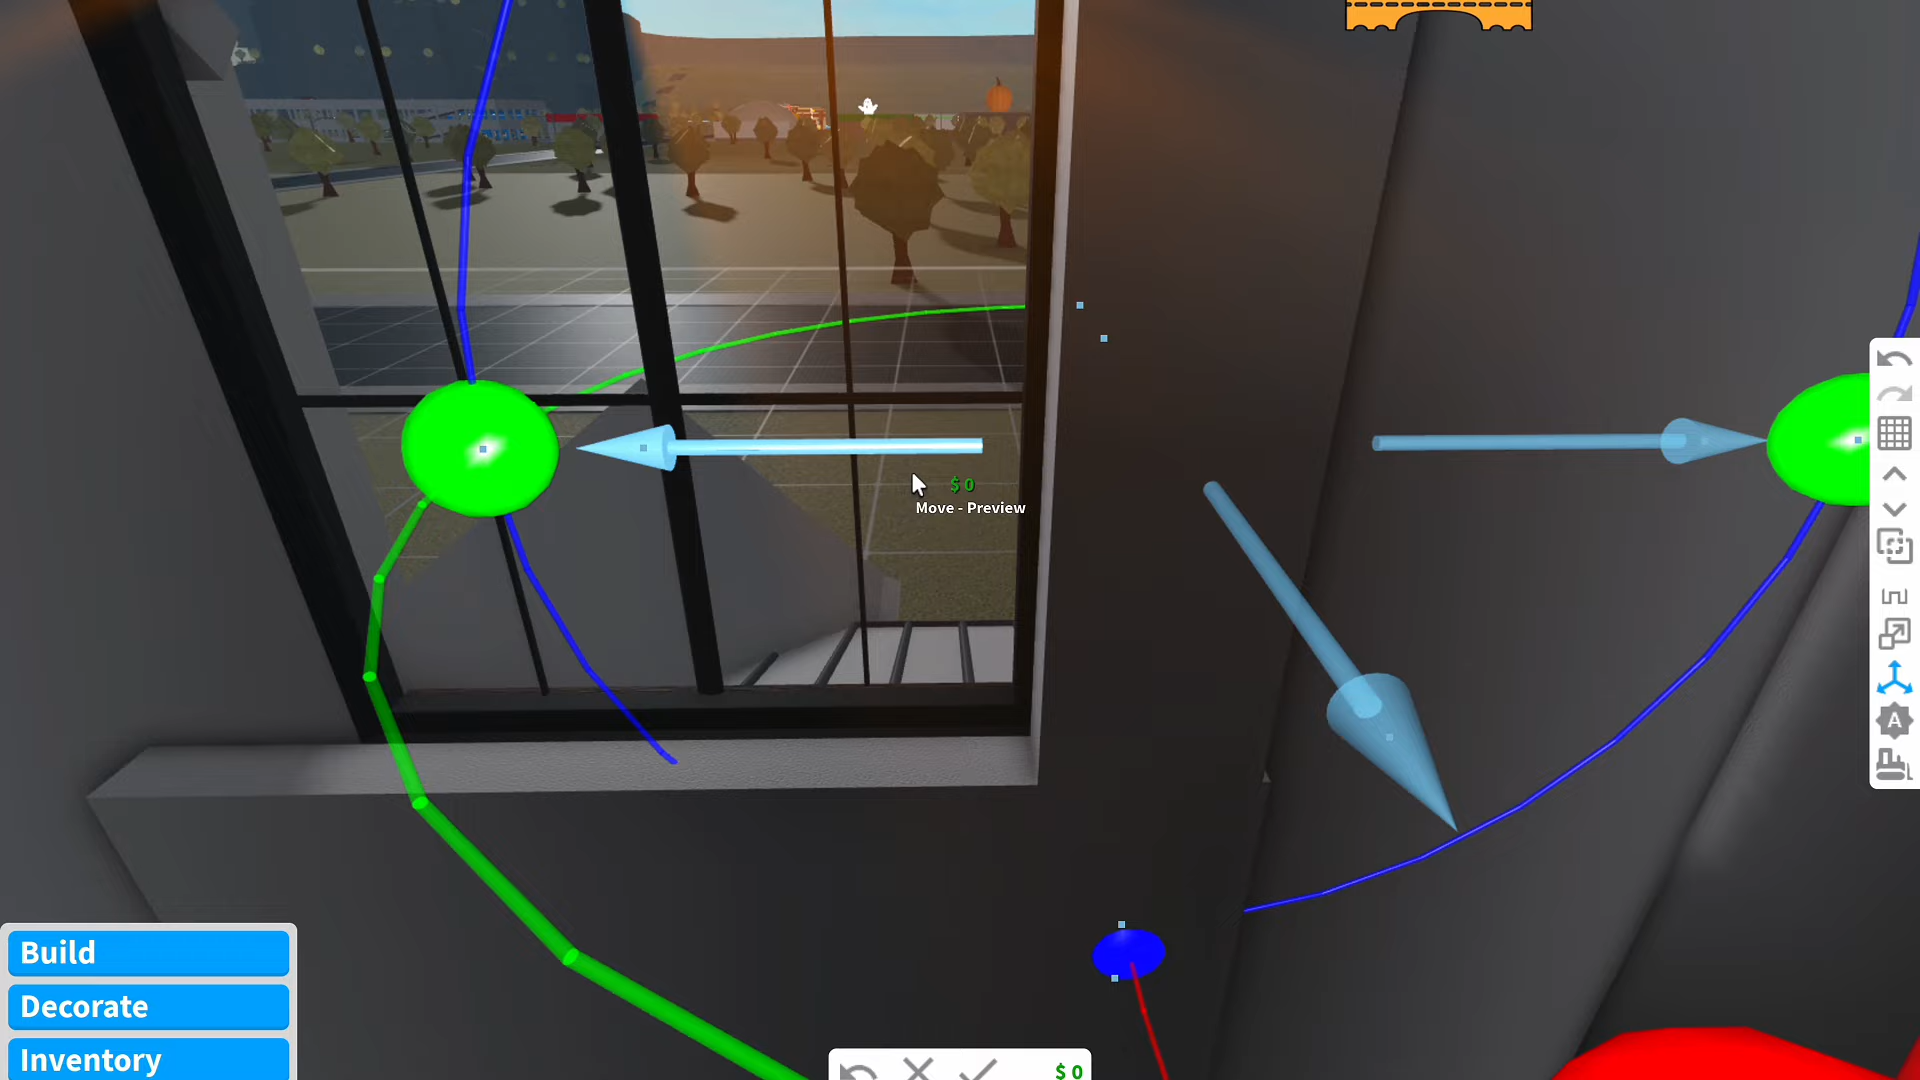 $ 0
Move - Preview
A
Build
Decorate
Inventory
$ 0